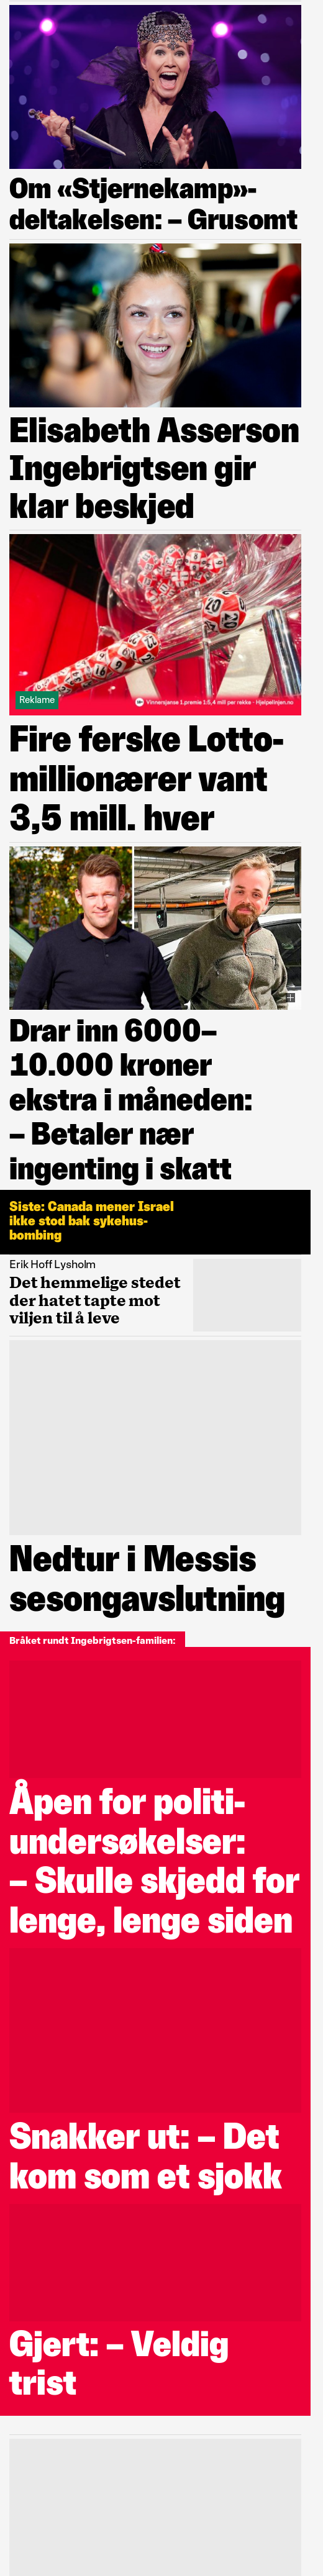 Om «Stjernekamp»-
deltakelsen: – Grusomt
Elisabeth Asserson
Ingebrigtsen gir
klar beskjed
20
Reklame
Vinnersjanse 1.premie 1:5,4 mill per rekke - Hjelpelinjen.no
Fire ferske Lotto-
millionærer vant
3,5 mill. hver
Drar inn 6000–
10.000 kroner
ekstra i måneden:
– Betaler nær
ingenting i skatt
Siste: Canada mener Israel
ikke stod bak sykehus-
bombing
Erik Hoff Lysholm
Det hemmelige stedet
der hatet tapte mot
viljen til å leve
Nedtur i Messis
sesongavslutning
Bråket rundt Ingebrigtsen-familien:
Åpen for politi-
undersøkelser:
– Skulle skjedd for
lenge, lenge siden
Snakker ut: – Det
kom som et sjokk
Gjert: – Veldig
trist